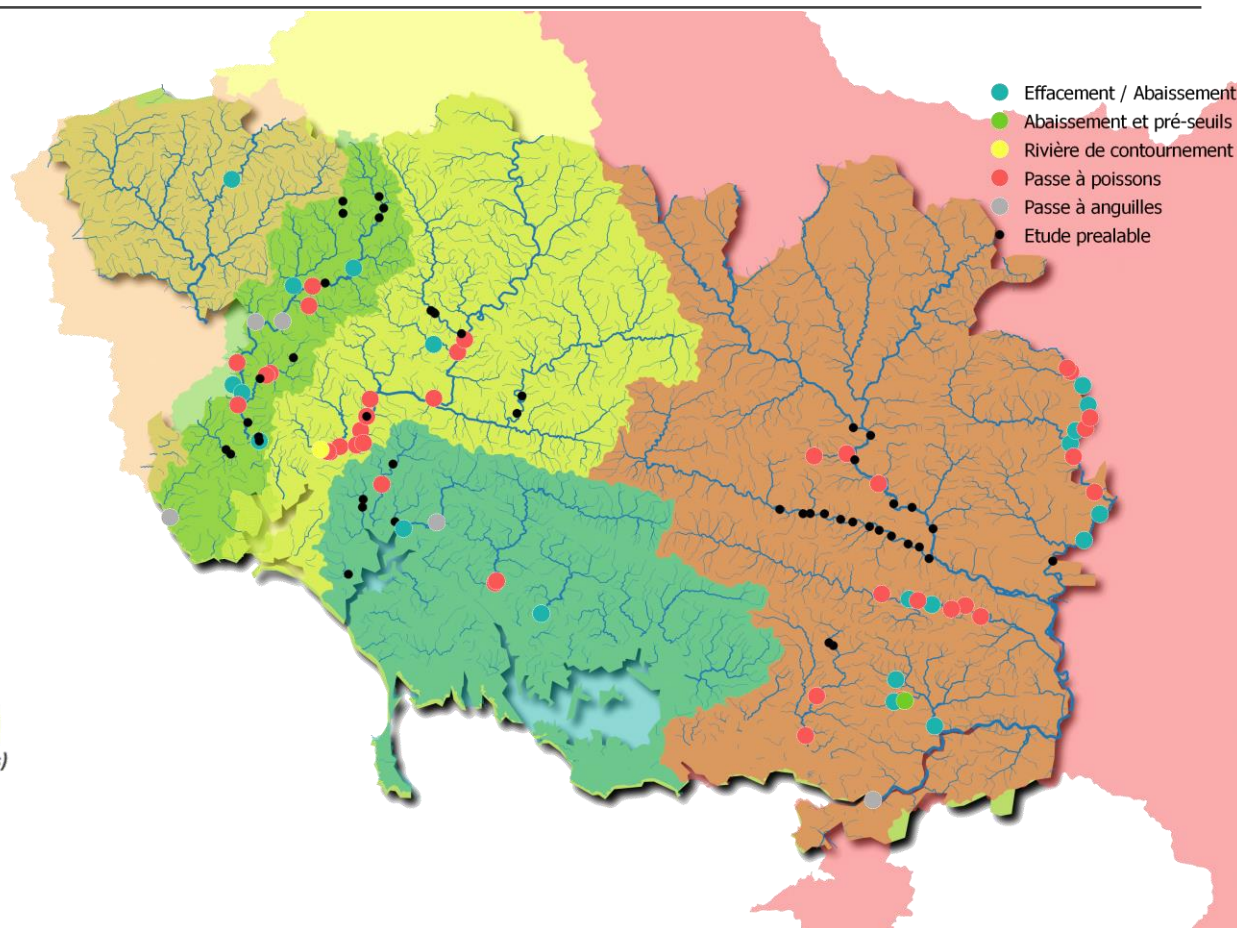 Effacement / Abaissement
Abaissement et pré-seuils
Rivière de contournement
Passe à poissons
Passe à anguilles
Etude prealable